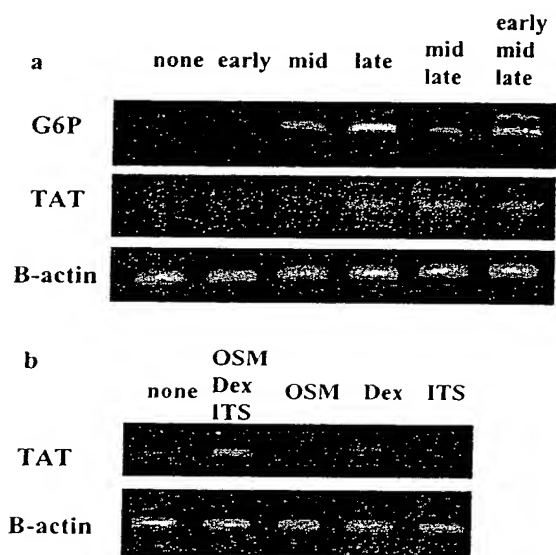 a
none early mid late mid late early mid late
G6P
TAT
B-actin
b
none OSM Dex ITS OSM Dex ITS
TAT
B-actin